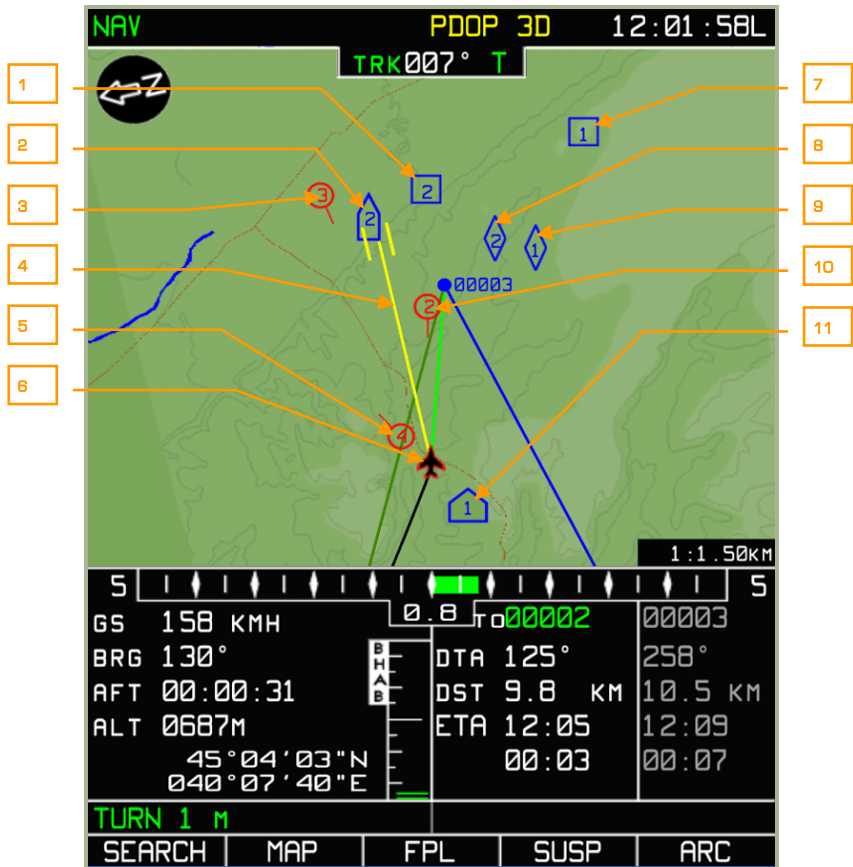 NAV PDOP 3D 12:01:58L
TRK007° T
N
1
2
3
4
5
6
7
8
9
10
11
1
2
3
2
2
1
00003
2
4
1
1:1.50KM
5 5
0.8
GS 158 KMH
BRG 130°
AFT 00:00:31
ALT 0687M
45°04'03"N
040°07'40"E
BHAB
TO00002 00003
DTA 125° 258°
DST 9.8 KM 10.5 KM
ETA 12:05 12:09
00:03 00:07
TURN 1 M
SEARCH MAP FPL SUSP ARC